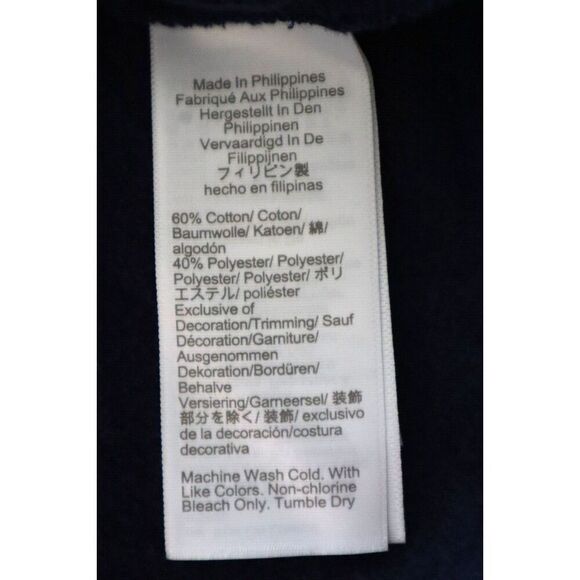 Made In Philippines
Fabriqué Aux Philippines
Hergestellt In Den
Philippinen
Vervaardigd In De
Filippijnen
フィリピン製
hecho en filipinas
60% Cotton/ Coton/
Baumwolle/ Katoen/ 綿/
algodón
40% Polyester/ Polyester/
Polyester/ Polyester/ ポリ
エステル/ poliéster
Exclusive of
Decoration/Trimming/ Sauf
Décoration/Garniture/
Ausgenommen
Dekoration/Bordüren/
Behalve
Versiering/Garneersel/ 装飾
部分を除く/ 装飾/ exclusivo
de la decoración/costura
decorativa
Machine Wash Cold. With
Like Colors. Non-chlorine
Bleach Only. Tumble Dry